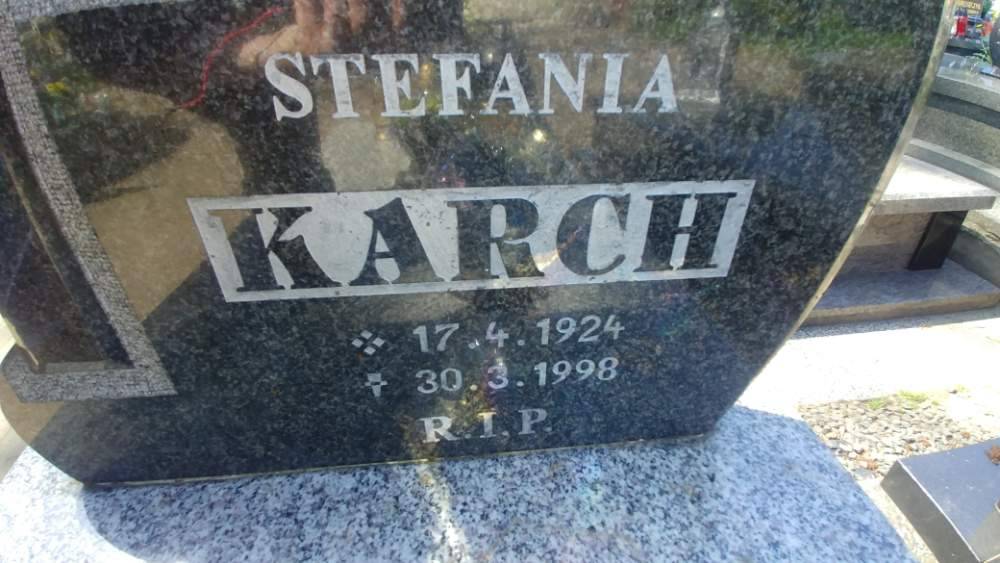 STEFANIA
KARCH
17.4.1924
30.3.1998
R.I.P.